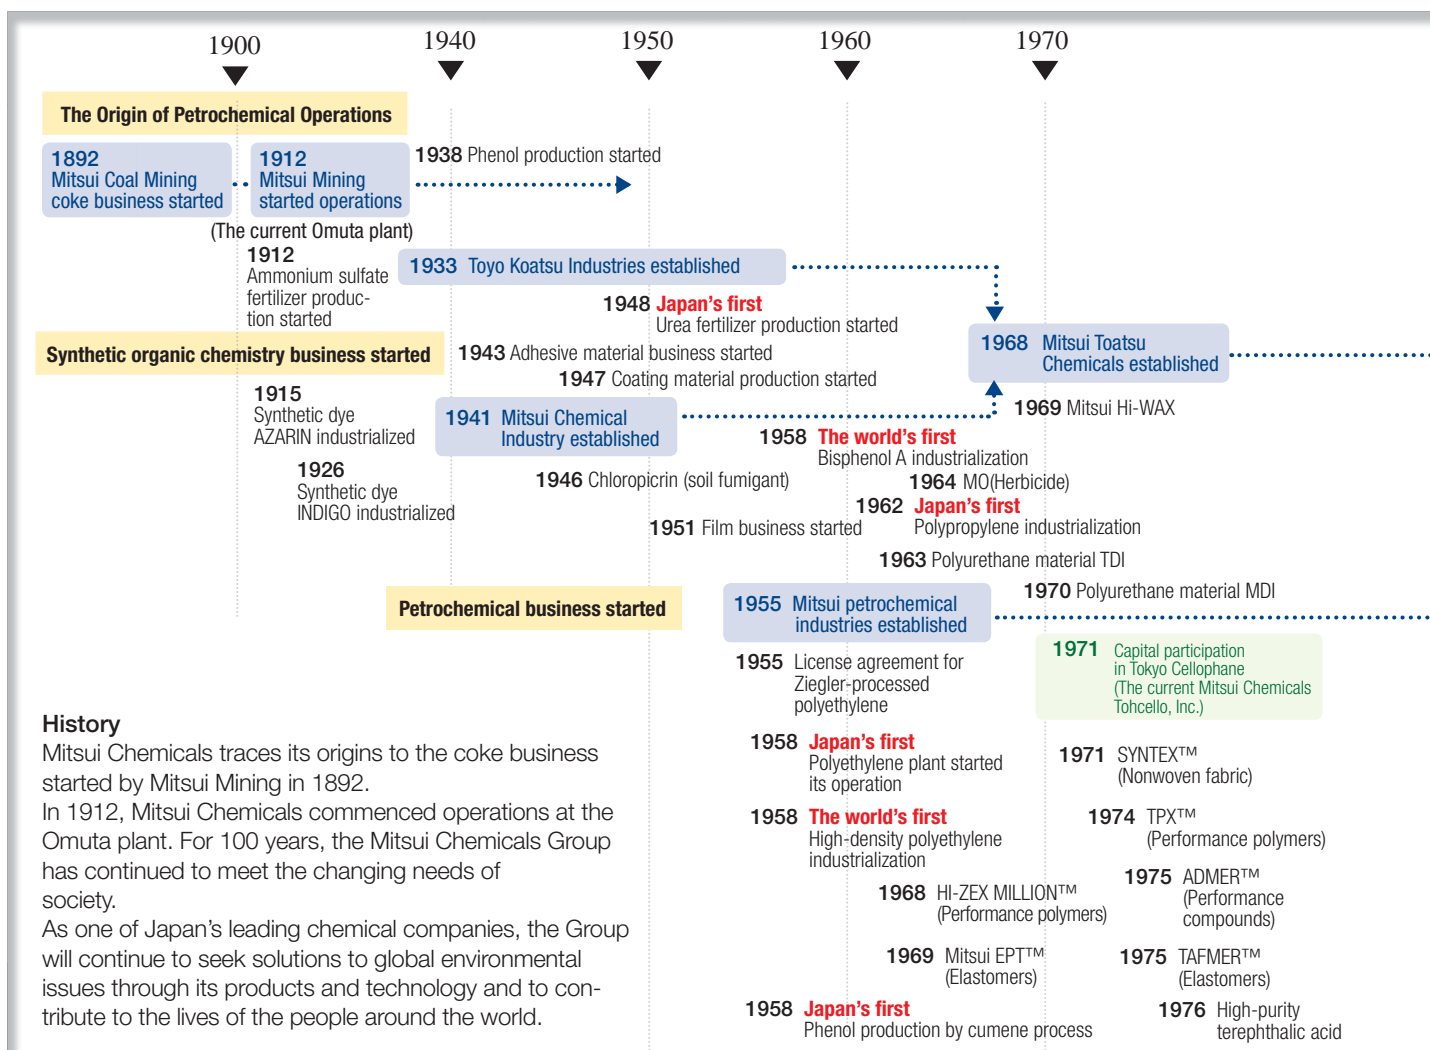 1900
1940
1950
1960
1970
The Origin of Petrochemical Operations
1892
Mitsui Coal Mining
coke business started
1912
Mitsui Mining
started operations
(The current Omuta plant)
1938 Phenol production started
1912
Ammonium sulfate
fertilizer produc-
tion started
1933 Toyo Koatsu Industries established
1948 Japan's first
Urea fertilizer production started
1968 Mitsui Toatsu
Chemicals established
Synthetic organic chemistry business started
1943 Adhesive material business started
1947 Coating material production started
1915
Synthetic dye
AZARIN industrialized
1941 Mitsui Chemical
Industry established
1969 Mitsui Hi-WAX
1958 The world's first
Bisphenol A industrialization
1926
Synthetic dye
INDIGO industrialized
1946 Chloropicrin (soil fumigant)
1964 MO(Herbicide)
1962 Japan's first
Polypropylene industrialization
1951 Film business started
1963 Polyurethane material TDI
1970 Polyurethane material MDI
Petrochemical business started
1955 Mitsui petrochemical
industries established
1955 License agreement for
Ziegler-processed
polyethylene
1971 Capital participation
in Tokyo Cellophane
(The current Mitsui Chemicals
Tohcello, Inc.)
1958 Japan's first
Polyethylene plant started
its operation
1971 SYNTEX™
(Nonwoven fabric)
1958 The world's first
High-density polyethylene
industrialization
1974 TPX™
(Performance polymers)
1968 HI-ZEX MILLION™
(Performance polymers)
1975 ADMER™
(Performance
compounds)
1969 Mitsui EPT™
(Elastomers)
1975 TAFMER™
(Elastomers)
1958 Japan's first
Phenol production by cumene process
1976 High-purity
terephthalic acid
History
Mitsui Chemicals traces its origins to the coke business
started by Mitsui Mining in 1892.
In 1912, Mitsui Chemicals commenced operations at the
Omuta plant. For 100 years, the Mitsui Chemicals Group
has continued to meet the changing needs of
society.
As one of Japan's leading chemical companies, the Group
will continue to seek solutions to global environmental
issues through its products and technology and to con-
tribute to the lives of the people around the world.